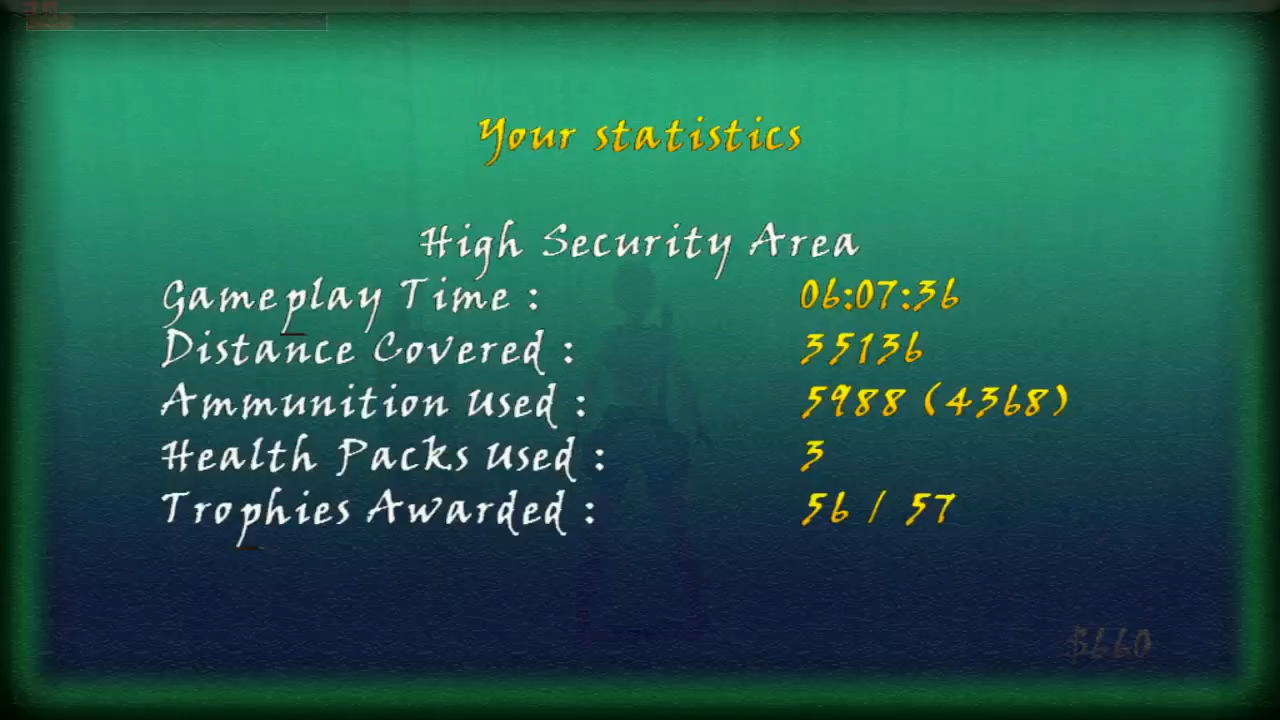 Your statistics
High Security Area
Gameplay Time : 06:07:36
Distance Covered : 35136
Ammunition Used : 5988 (4368)
Health Packs Used : 3
Trophies Awarded : 56 / 57
$660